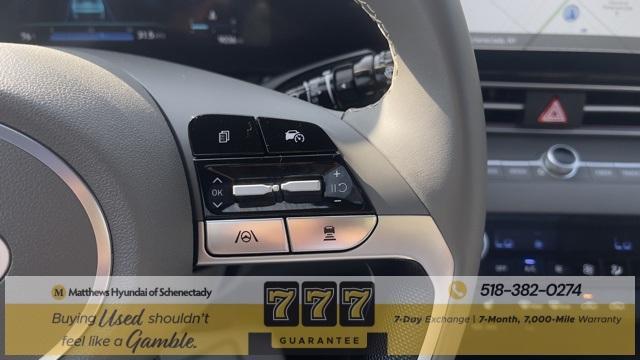 OK
+
−
M Matthews Hyundai of Schenectady
Buying Used shouldn't
feel like a Gamble.
777
GUARANTEE
518-382-0274
7-Day Exchange | 7-Month, 7,000-Mile Warranty